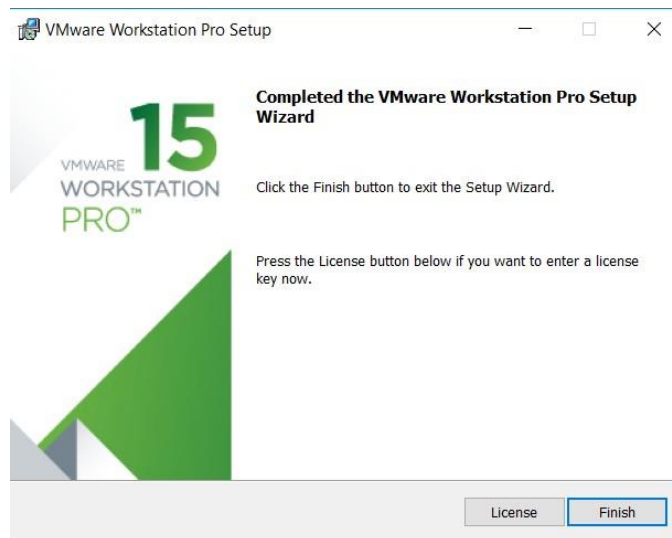 VMware Workstation Pro Setup
15
VMWARE
WORKSTATION
PRO™
Completed the VMware Workstation Pro Setup
Wizard
Click the Finish button to exit the Setup Wizard.
Press the License button below if you want to enter a license
key now.
License
Finish